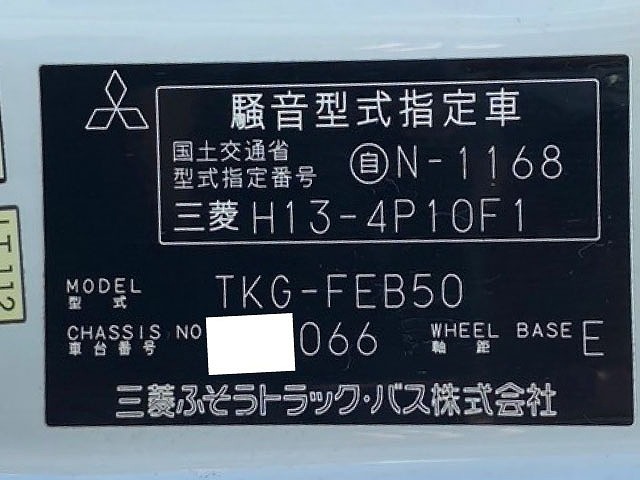 騒音型式指定車
国土交通省
型式指定番号 自N-1168
三菱 H13-4P10F1
MODEL
型式 TKG-FEB50
CHASSIS NO
車台番号 066 WHEEL BASE
軸距 E
三菱ふそうトラック・バス株式会社
LT 112